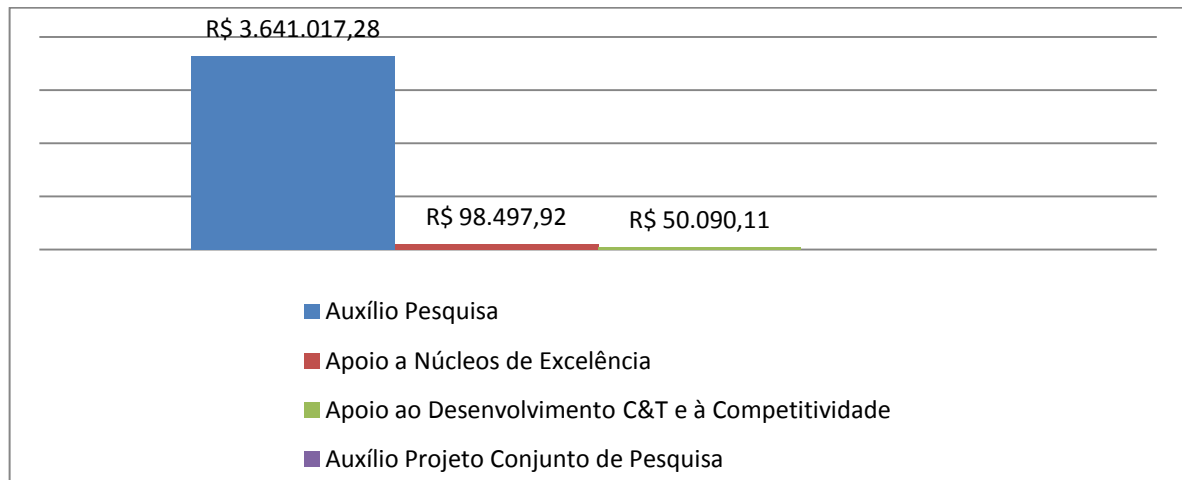 R$ 3.641.017,28
R$ 98.497,92
R$ 50.090,11
Auxílio Pesquisa
Apoio a Núcleos de Excelência
Apoio ao Desenvolvimento C&T e à Competitividade
Auxílio Projeto Conjunto de Pesquisa